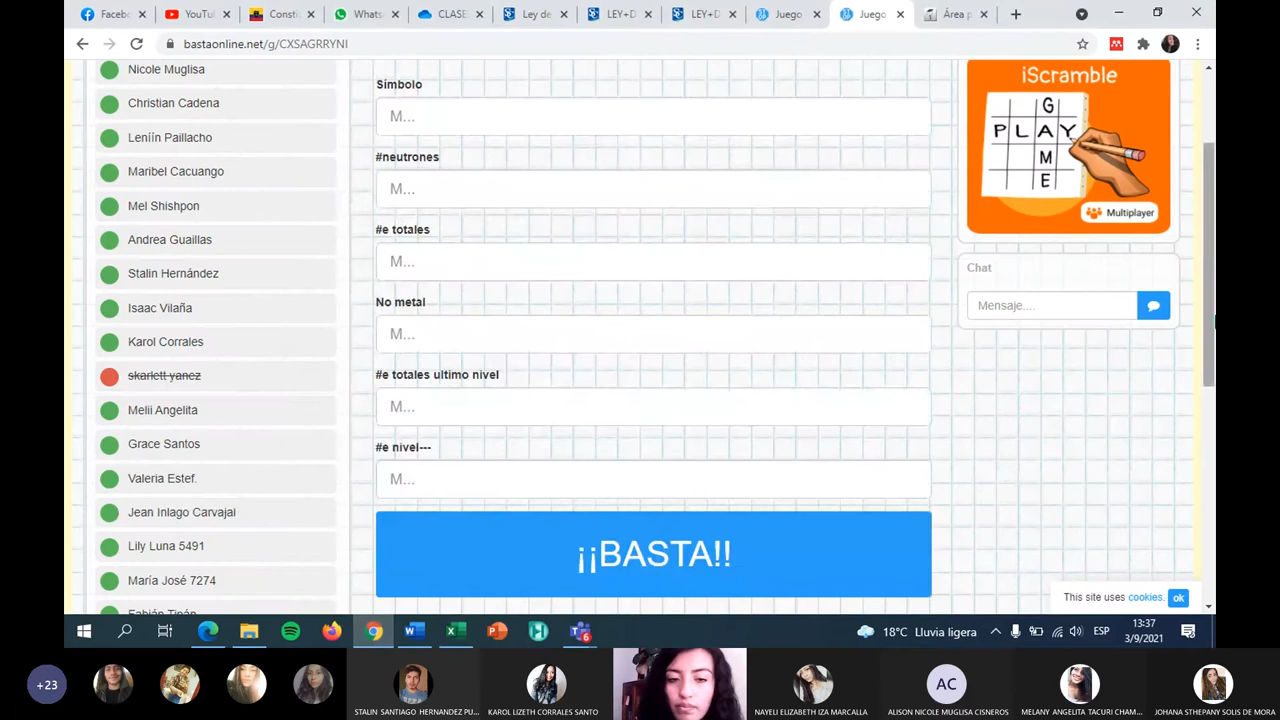 Facebo
YouTU
Consti
Whats
CLASE
Ley de
LEY+D
LEY+D
Juego
Juego
Área p
bastaonline.net/g/CXSAGRRYNI
Nicole Muglisa
Christian Cadena
Leniín Paillacho
Maribel Cacuango
Mel Shishpon
Andrea Guaillas
Stalin Hernández
Isaac Vilaña
Karol Corrales
skarlett yanez
Melii Angelita
Grace Santos
Valeria Estef.
Jean Inlago Carvajal
Lily Luna 5491
María José 7274
Fabián Tipán
Símbolo
M...
#neutrones
M...
#e totales
M...
No metal
M...
#e totales ultimo nivel
M...
#e nivel---
M...
¡¡BASTA!!
iScramble
G
PLAY
M
E
Multiplayer
Chat
Mensaje....
This site uses cookies. ok
18°C Lluvia ligera
ESP
13:37
3/9/2021
+23
STALIN SANTIAGO HERNANDEZ PU...
KAROL LIZETH CORRALES SANTO
NAYELI ELIZABETH IZA MARCALLA
AC
ALISON NICOLE MUGLISA CISNEROS
MELANY ANGELITA TACURI CHAM...
JOHANA STHEPANY SOLIS DE MORA